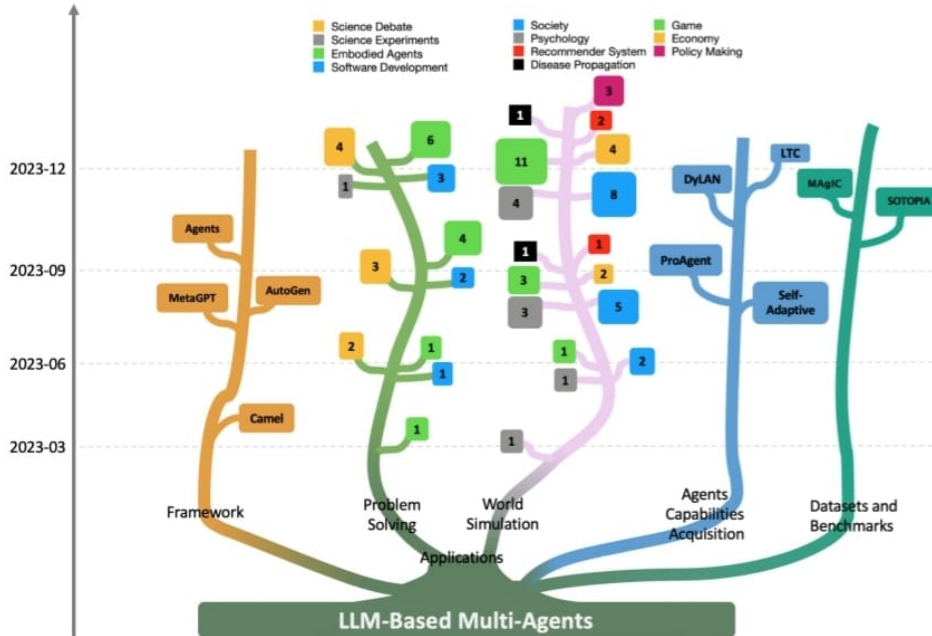 Science Debate
Science Experiments
Embodied Agents
Software Development
Society
Psychology
Recommender System
Disease Propagation
Game
Economy
Policy Making
3
1
2
4
6
4
11
3
8
1
4
2023-12
LTC
DyLAN
MAgIC
SOTOPIA
Agents
4
1
1
3
2
3
2
3
5
2023-09
ProAgent
Self-
Adaptive
MetaGPT
AutoGen
2
1
1
1
2
1
2023-06
Camel
1
1
2023-03
Framework
Problem
Solving
World
Simulation
Agents
Capabilities
Acquisition
Datasets and
Benchmarks
Applications
LLM-Based Multi-Agents